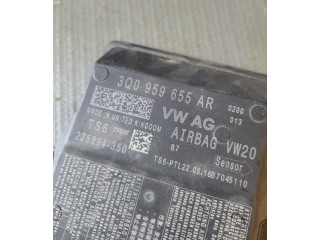 3Q0 959 655 AR
0200
013
MADE IN UNITED KINGDOM
VW AG
TS6
AIRBAG VW20
87
Sensor
TS6-PTL22.05.18B7045110